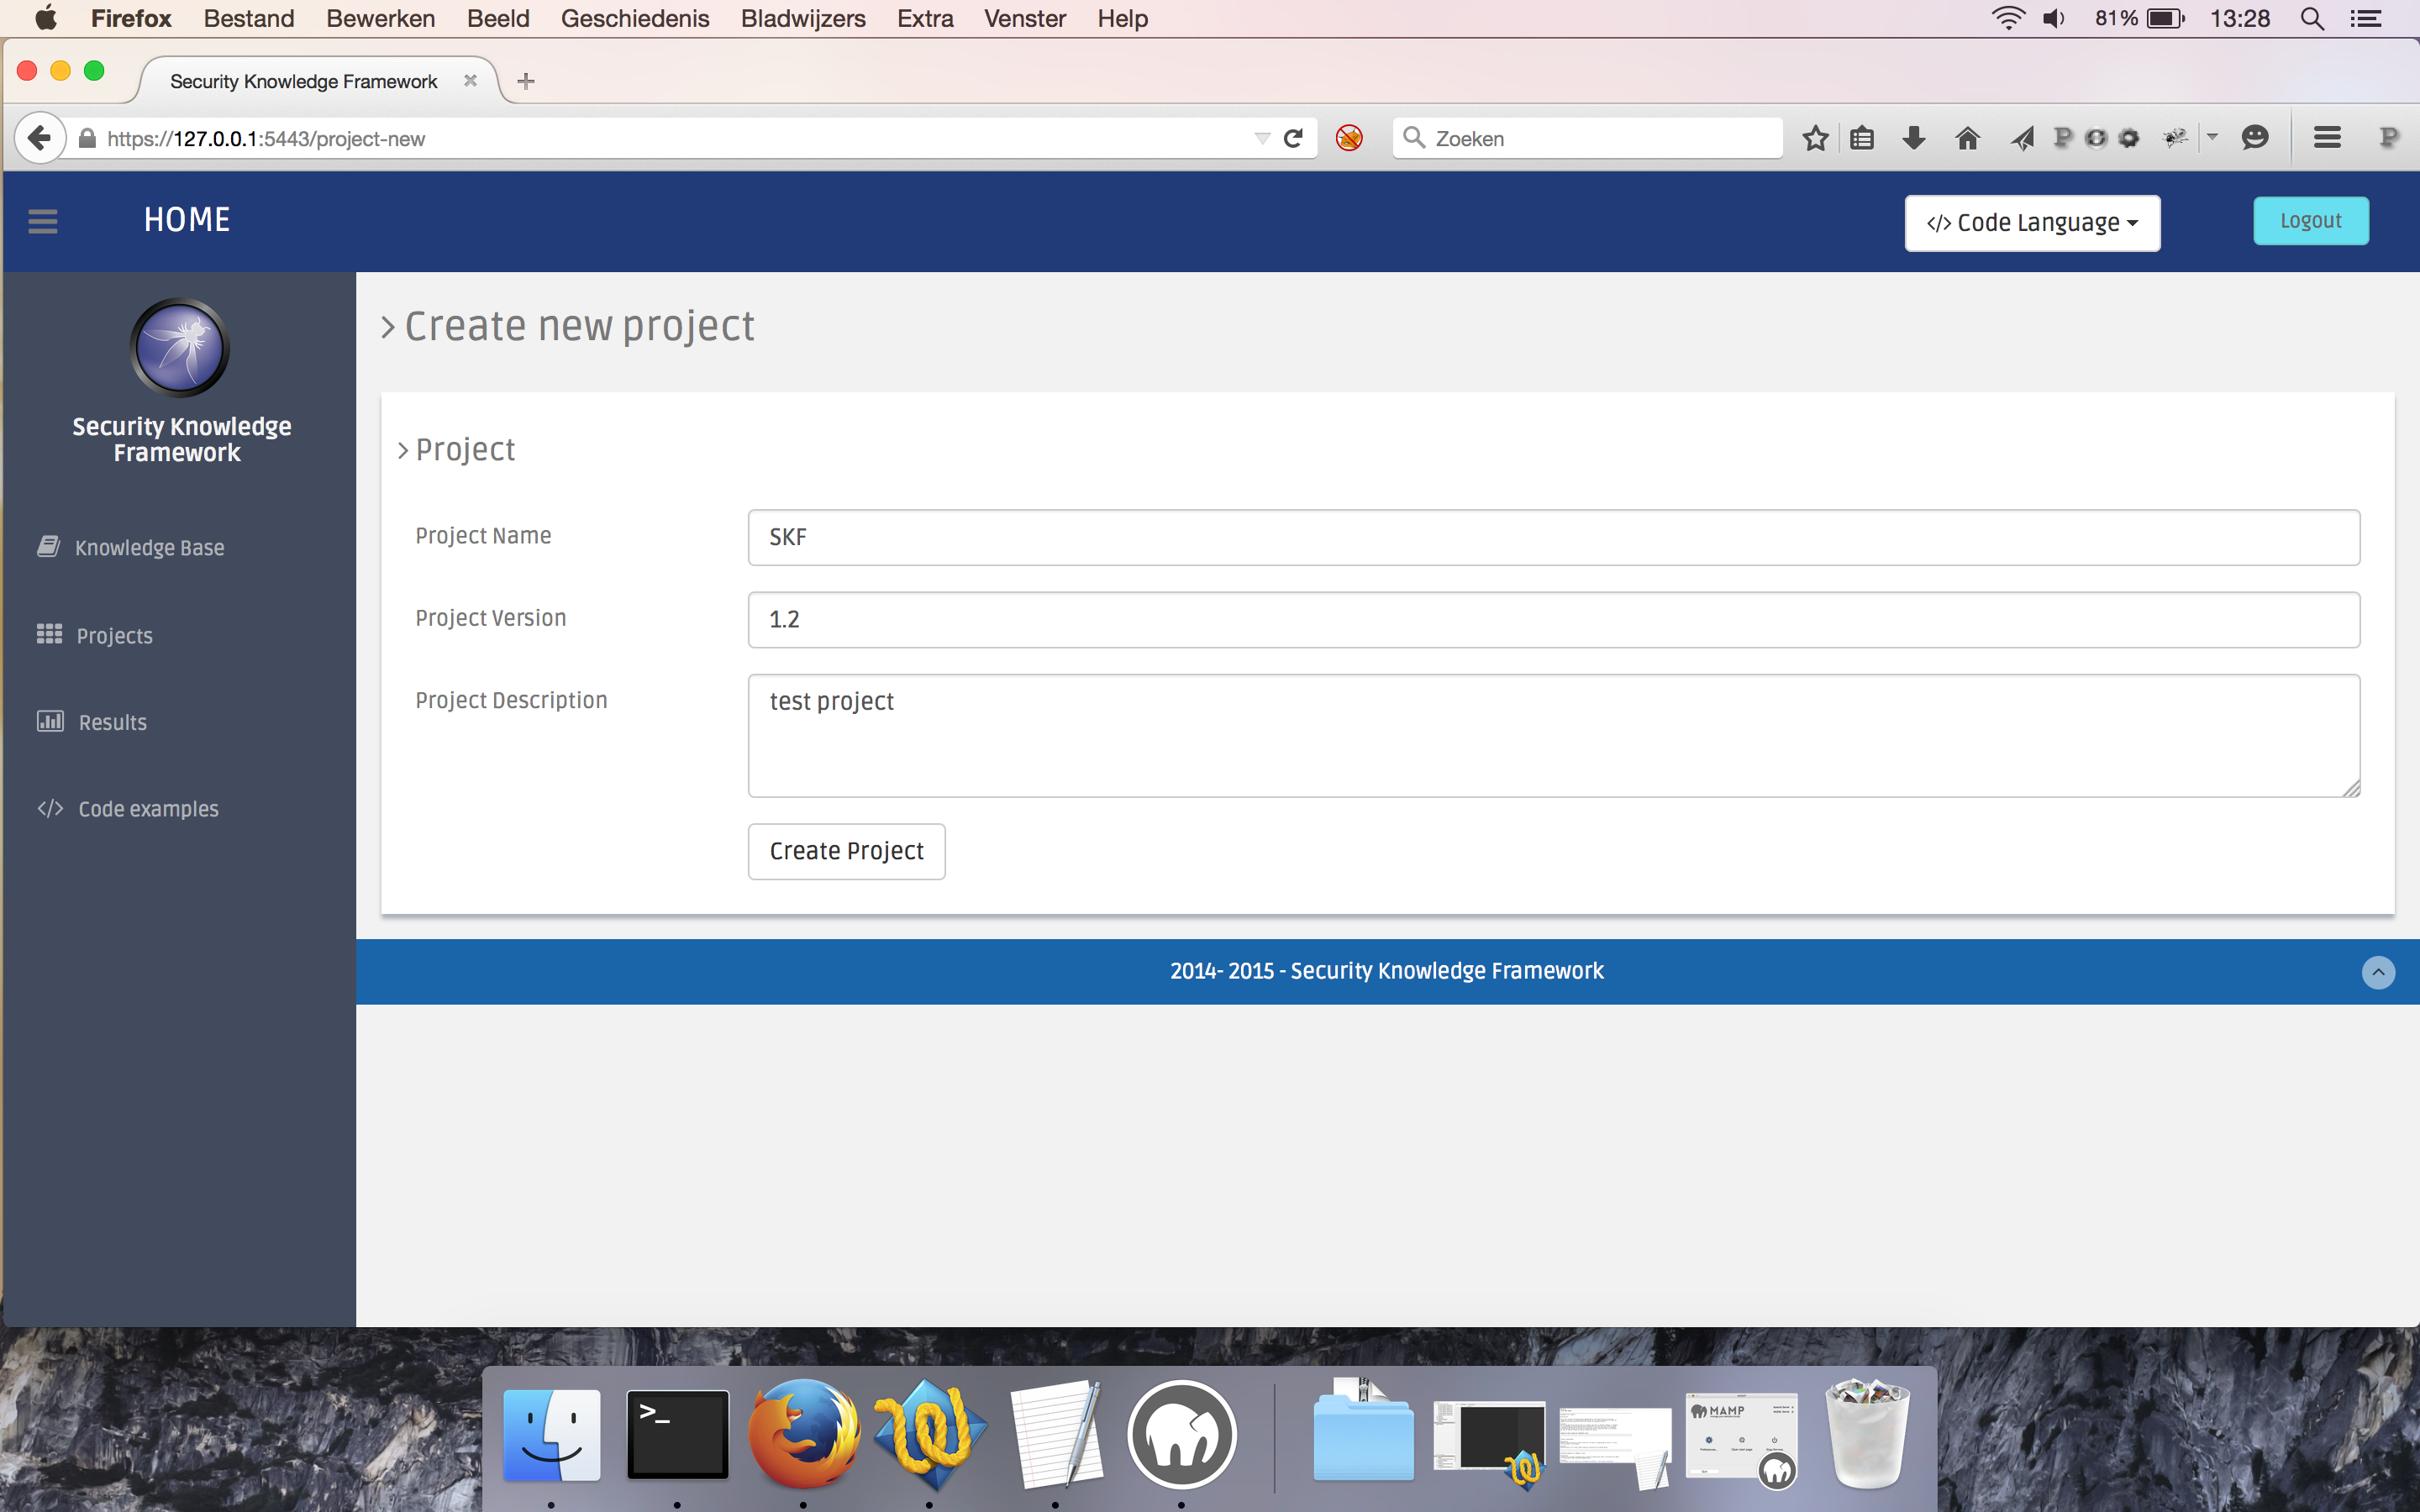 Firefox Bestand Bewerken Beeld Geschiedenis Bladwijzers Extra Venster Help 81% 13:28
Security Knowledge Framework
https://127.0.0.1:5443/project-new Zoeken
HOME </> Code Language Logout
Security Knowledge
Framework
Knowledge Base
Projects
Results
</> Code examples
> Create new project
> Project
Project Name SKF
Project Version 1.2
Project Description test project
Create Project
2014- 2015 - Security Knowledge Framework
>_
MAMP